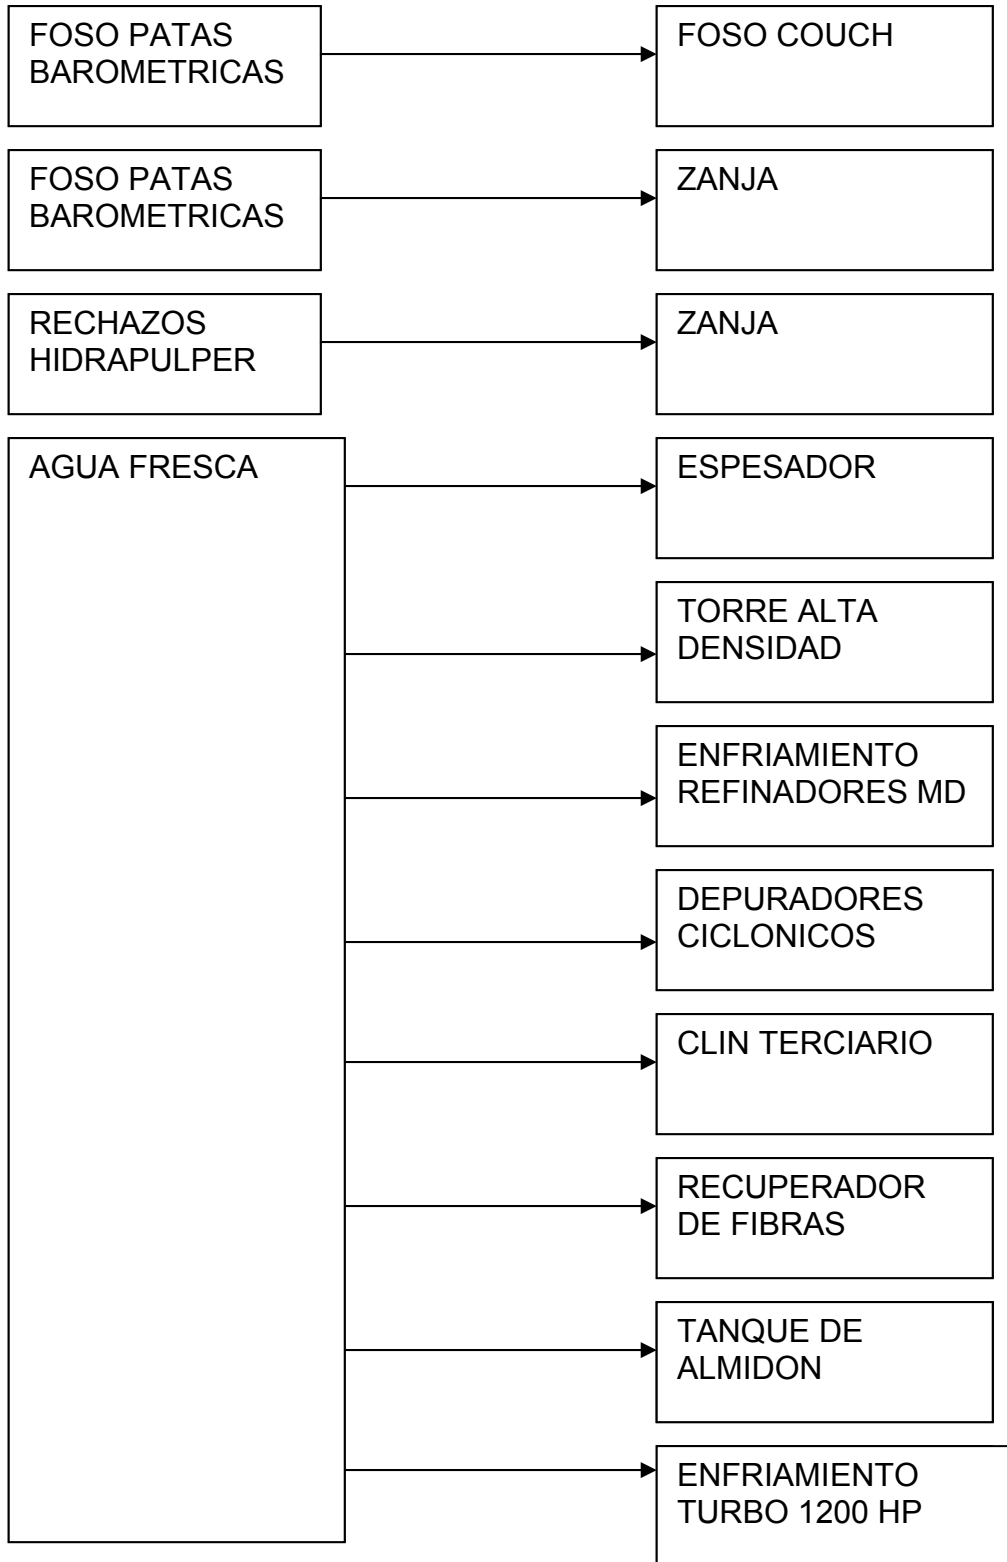 FOSO PATAS
BAROMETRICAS
FOSO COUCH
FOSO PATAS
BAROMETRICAS
ZANJA
RECHAZOS
HIDRAPULPER
ZANJA
AGUA FRESCA
ESPESADOR
TORRE ALTA
DENSIDAD
ENFRIAMIENTO
REFINADORES MD
DEPURADORES
CICLONICOS
CLIN TERCIARIO
RECUPERADOR
DE FIBRAS
TANQUE DE
ALMIDON
ENFRIAMIENTO
TURBO 1200 HP